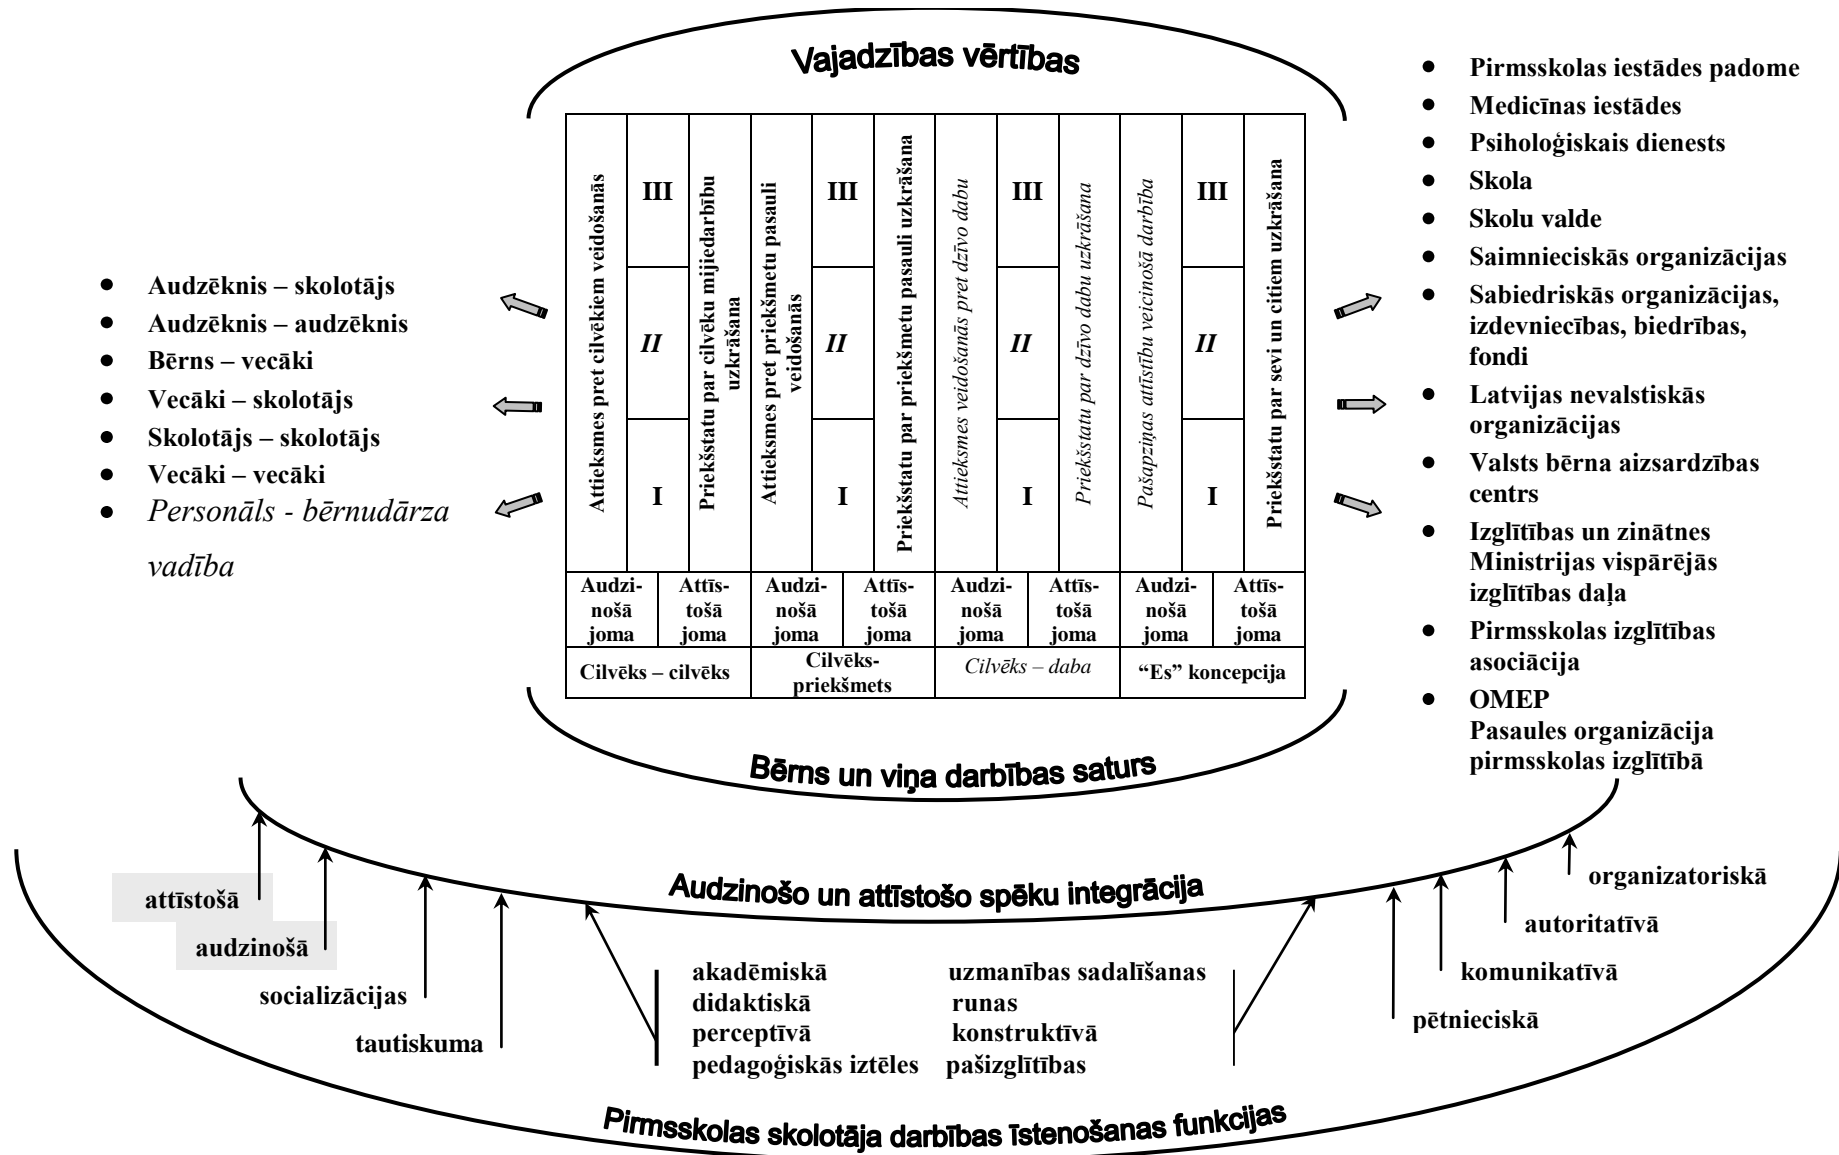 Vajadzības vērtības
Audzēknis – skolotājs
Audzēknis – audzēknis
Bērns – vecāki
Vecāki – skolotājs
Skolotājs – skolotājs
Vecāki – vecāki
Personāls - bērnudārza
vadība
Attieksmes pret cilvēkiem veidošanās
III
II
I
Priekšstatu par cilvēku mijiedarbību
uzkrāšana
Attieksmes pret priekšmetu pasauli
veidošanās
III
II
I
Priekšstatu par priekšmetu pasauli uzkrāšana
Attieksmes veidošanās pret dzīvo dabu
III
II
I
Priekšstatu par dzīvo dabu uzkrāšana
Pašapziņas attīstību veicinošā darbība
III
II
I
Priekšstatu par sevi un citiem uzkrāšana
Audzi-
nošā
joma
Attīs-
tošā
joma
Audzi-
nošā
joma
Attīs-
tošā
joma
Audzi-
nošā
joma
Attīs-
tošā
joma
Audzi-
nošā
joma
Attīs-
tošā
joma
Cilvēks – cilvēks
Cilvēks-
priekšmets
Cilvēks – daba
“Es” koncepcija
Pirmsskolas iestādes padome
Medicīnas iestādes
Psiholoģiskais dienests
Skola
Skolu valde
Saimnieciskās organizācijas
Sabiedriskās organizācijas,
izdevniecības, biedrības,
fondi
Latvijas nevalstiskās
organizācijas
Valsts bērna aizsardzības
centrs
Izglītības un zinātnes
Ministrijas vispārējās
izglītības daļa
Pirmsskolas izglītības
asociācija
OMEP
Pasaules organizācija
pirmsskolas izglītībā
Bērns un viņa darbības saturs
Audzinošo un attīstošo spēku integrācija
attīstošā
audzinošā
socializācijas
tautiskuma
akadēmiskā
didaktiskā
perceptīvā
pedagoģiskās iztēles
uzmanības sadalīšanas
runas
konstruktīvā
pašizglītības
organizatoriskā
autoritatīvā
komunikatīvā
pētnieciskā
Pirmsskolas skolotāja darbības īstenošanas funkcijas